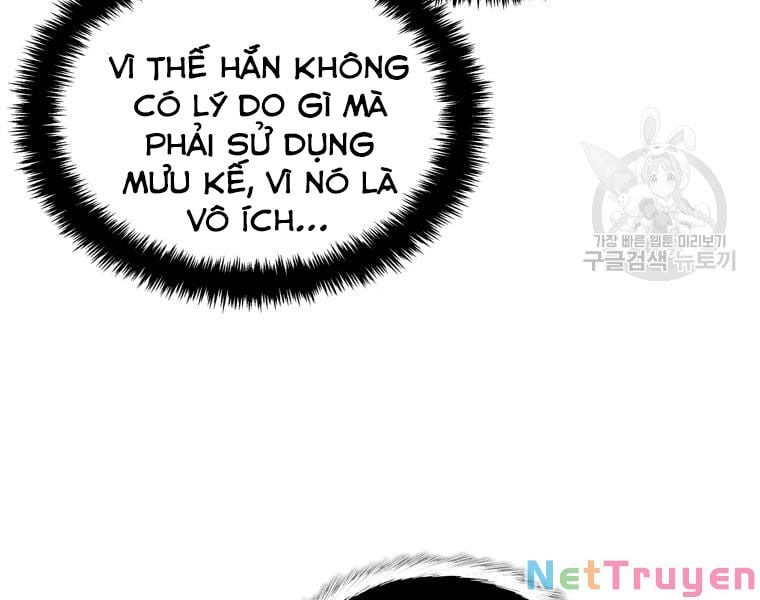 VÌ THẾ HẮN KHÔNG
CÓ LÝ DO GÌ MÀ
PHẢI SỬ DỤNG
MƯU KẾ, VÌ NÓ LÀ
VÔ ÍCH...
가장 빠른 웹툰 미리보기
구글검색 뉴토끼
NetTruyen